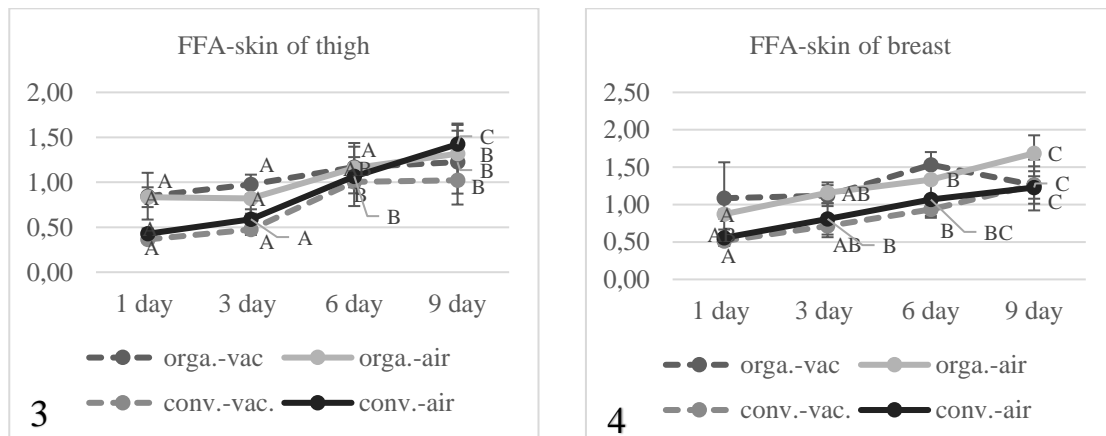 FFA-skin of thigh
2,00
1,50
1,00
0,50
0,00
A
A
A
A
A
A
A
A
AB
B
B
C
B
B
B
1 day 3 day 6 day 9 day
orga.-vac orga.-air
conv.-vac. conv.-air
3
FFA-skin of breast
2,50
2,00
1,50
1,00
0,50
0,00
A
AB
A
AB
AB
B
B
B
BC
C
C
C
1 day 3 day 6 day 9 day
orga.-vac orga.-air
conv.-vac. conv.-air
4